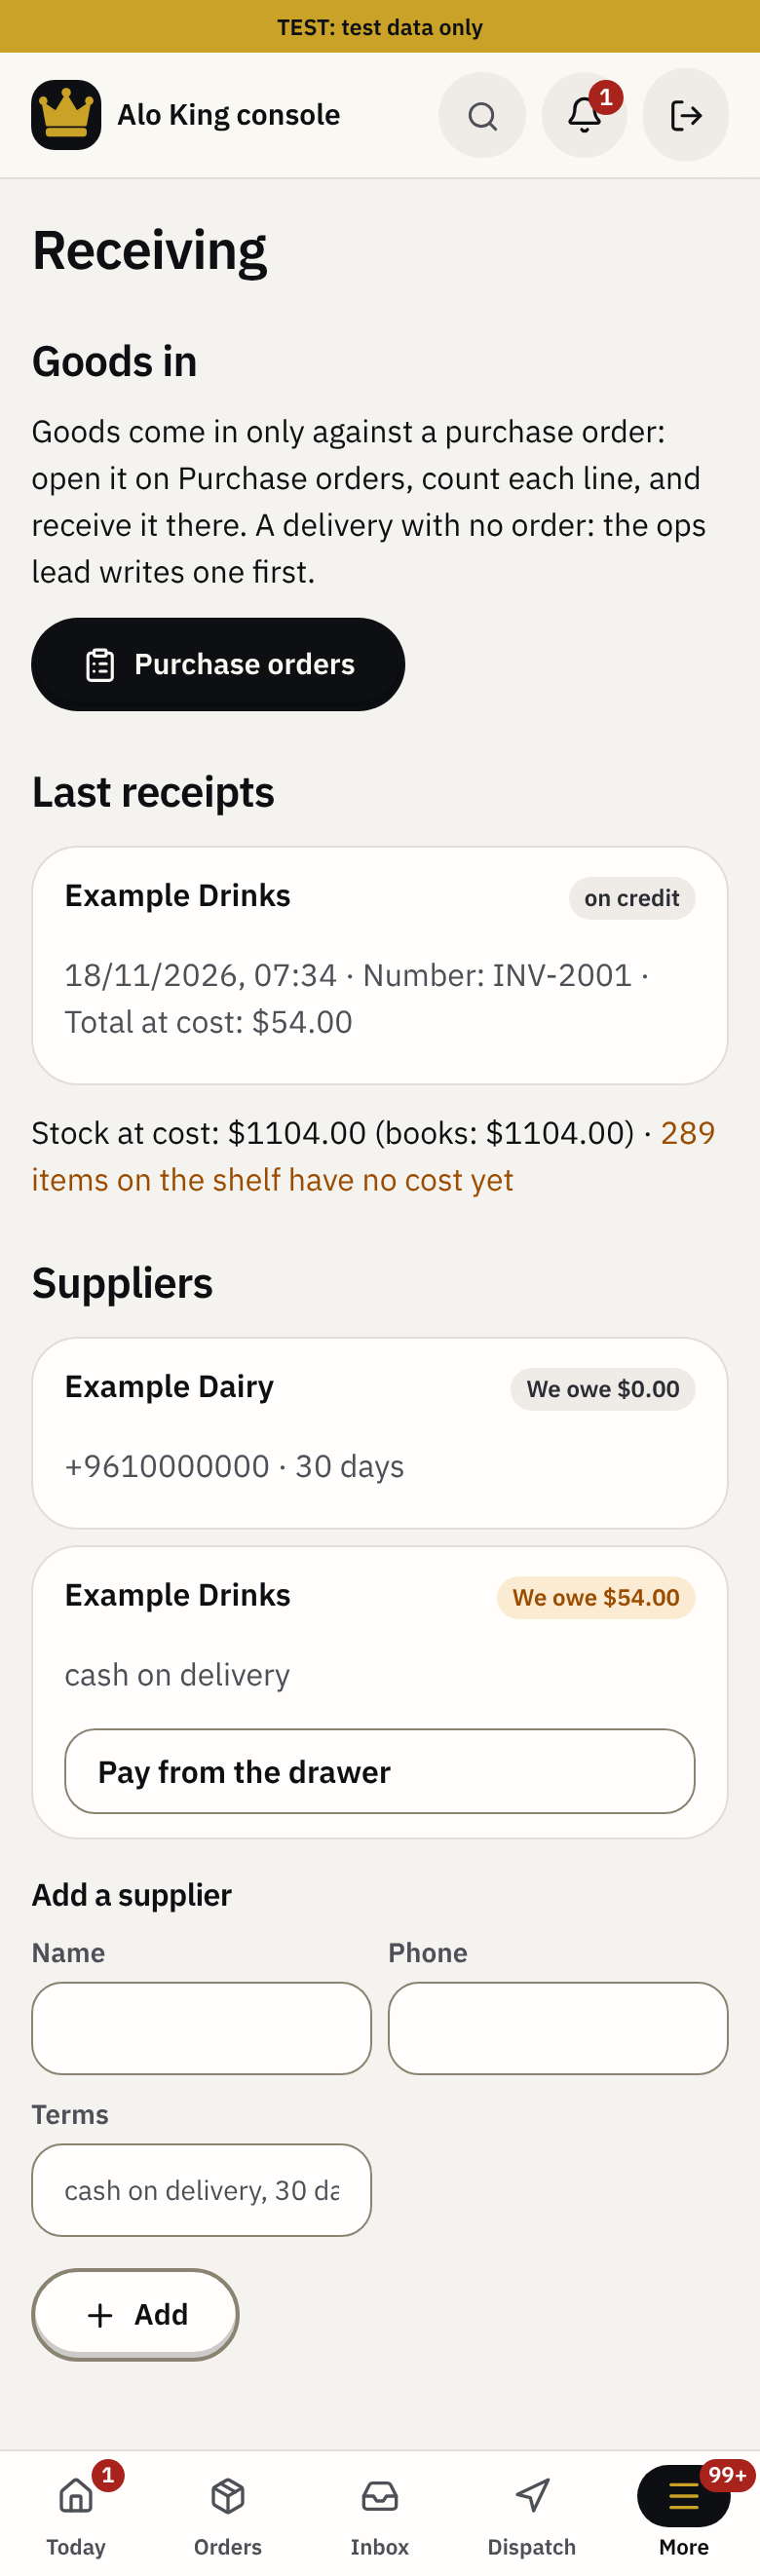 TEST: test data only
Alo King console
1
Receiving
Goods in
Goods come in only against a purchase order:
open it on Purchase orders, count each line, and
receive it there. A delivery with no order: the ops
lead writes one first.
Purchase orders
Last receipts
Example Drinks
on credit
18/11/2026, 07:34 · Number: INV-2001 ·
Total at cost: $54.00
Stock at cost: $1104.00 (books: $1104.00) · 289
items on the shelf have no cost yet
Suppliers
Example Dairy
We owe $0.00
+9610000000 · 30 days
Example Drinks
We owe $54.00
cash on delivery
Pay from the drawer
Add a supplier
Name
Phone
Terms
cash on delivery, 30 da
Add
1
99+
Today
Orders
Inbox
Dispatch
More